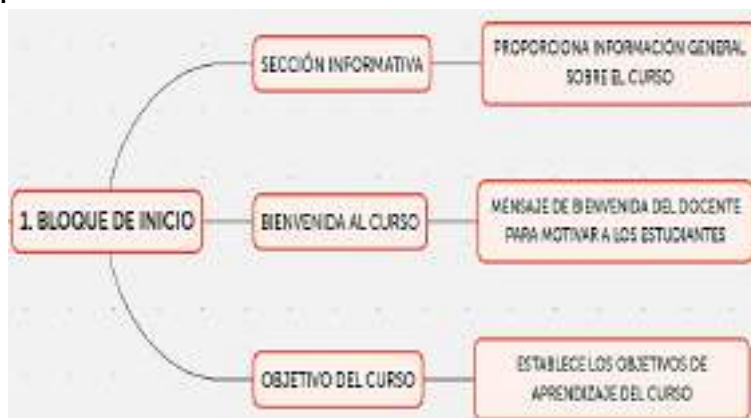 SECCIÓN INFORMATIVA
PROPORCIONA INFORMACIÓN GENERAL
SOBRE EL CURSO
1. BLOQUE DE INICIO
BIENVENIDA AL CURSO
MENSAJE DE BIENVENIDA DEL DOCENTE
PARA MOTIVAR A LOS ESTUDIANTES
OBJETIVO DEL CURSO
ESTABLECE LOS OBJETIVOS DE
APRENDIZAJE DEL CURSO